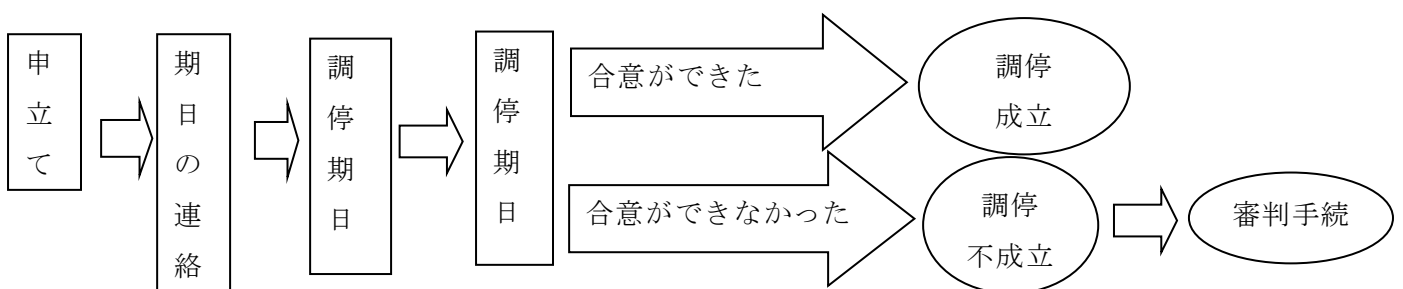 申立て
期日の連絡
調停期日
調停期日
合意ができた
調停
成立
合意ができなかった
調停
不成立
審判手続